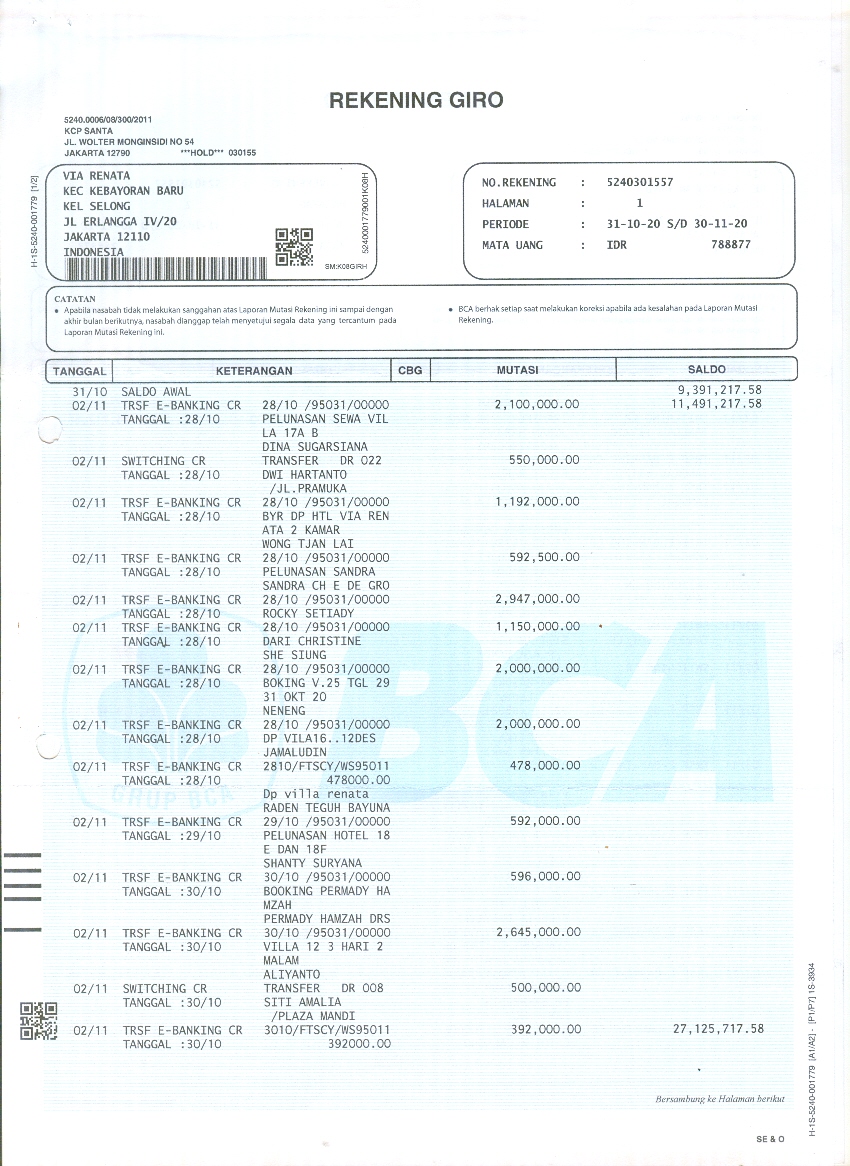 REKENING GIRO
5240.0006/08/300/2011
KCP SANTA
JL. WOLTER MONGINSIDI NO 54
JAKARTA 12790 ***HOLD*** 030155
H-1S-5240-001779 [1/2]
VIA RENATA
KEC KEBAYORAN BARU
KEL SELONG
JL ERLANGGA IV/20
JAKARTA 12110
INDONESIA
SM:K08GIRH
5240001779001K08H
NO.REKENING : 5240301557
HALAMAN : 1
PERIODE : 31-10-20 S/D 30-11-20
MATA UANG : IDR 788877
CATATAN
• Apabila nasabah tidak melakukan sanggahan atas Laporan Mutasi Rekening ini sampai dengan
akhir bulan berikutnya, nasabah dianggap telah menyetujui segala data yang tercantum pada
Laporan Mutasi Rekening ini.
• BCA berhak setiap saat melakukan koreksi apabila ada kesalahan pada Laporan Mutasi
Rekening.
TANGGAL KETERANGAN CBG MUTASI SALDO
31/10 SALDO AWAL 9,391,217.58
02/11 TRSF E-BANKING CR 28/10 /95031/00000 2,100,000.00 11,491,217.58
TANGGAL :28/10 PELUNASAN SEWA VIL
LA 17A B
DINA SUGARSIANA
02/11 SWITCHING CR TRANSFER DR 022 550,000.00
TANGGAL :28/10 DWI HARTANTO
/JL.PRAMUKA
02/11 TRSF E-BANKING CR 28/10 /95031/00000 1,192,000.00
TANGGAL :28/10 BYR DP HTL VIA REN
ATA 2 KAMAR
WONG TJAN LAI
02/11 TRSF E-BANKING CR 28/10 /95031/00000 592,500.00
TANGGAL :28/10 PELUNASAN SANDRA
SANDRA CH E DE GRO
02/11 TRSF E-BANKING CR 28/10 /95031/00000 2,947,000.00
TANGGAL :28/10 ROCKY SETIADY
02/11 TRSF E-BANKING CR 28/10 /95031/00000 1,150,000.00
TANGGAL :28/10 DARI CHRISTINE
SHE SIUNG
02/11 TRSF E-BANKING CR 28/10 /95031/00000 2,000,000.00
TANGGAL :28/10 BOKING V.25 TGL 29
31 OKT 20
NENENG
02/11 TRSF E-BANKING CR 28/10 /95031/00000 2,000,000.00
TANGGAL :28/10 DP VILA16..12DES
JAMALUDIN
02/11 TRSF E-BANKING CR 2810/FTSCY/WS95011 478,000.00
TANGGAL :28/10 478000.00
Dp villa renata
RADEN TEGUH BAYUNA
02/11 TRSF E-BANKING CR 29/10 /95031/00000 592,000.00
TANGGAL :29/10 PELUNASAN HOTEL 18
E DAN 18F
SHANTY SURYANA
02/11 TRSF E-BANKING CR 30/10 /95031/00000 596,000.00
TANGGAL :30/10 BOOKING PERMADY HA
MZAH
PERMADY HAMZAH DRS
02/11 TRSF E-BANKING CR 30/10 /95031/00000 2,645,000.00
TANGGAL :30/10 VILLA 12 3 HARI 2
MALAM
ALIYANTO
02/11 SWITCHING CR TRANSFER DR 008 500,000.00
TANGGAL :30/10 SITI AMALIA
/PLAZA MANDI
02/11 TRSF E-BANKING CR 3010/FTSCY/WS95011 392,000.00 27,125,717.58
TANGGAL :30/10 392000.00
BCA
GRUP BCA
Bersambung ke Halaman berikut
SE & O
H-1S-5240-001779 [A1/A2] - [P1/P7] 1S-3934